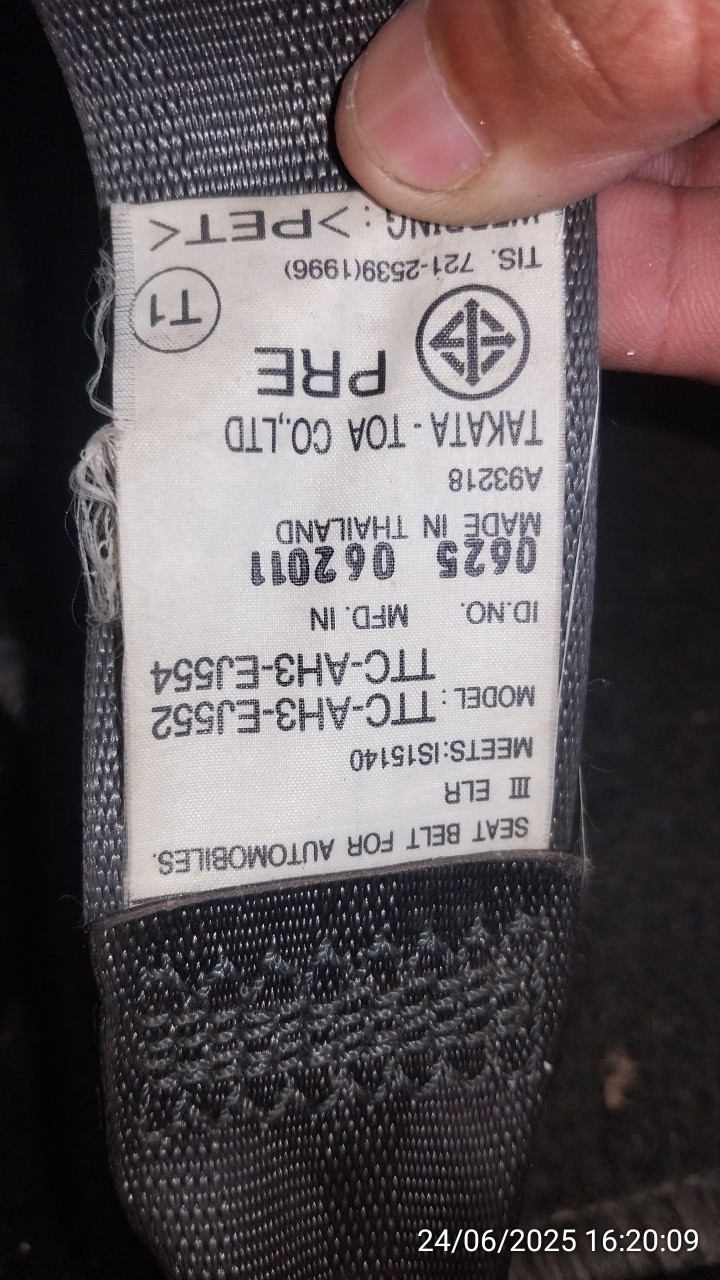 SEAT BELT FOR AUTOMOBILES.
III ELR
MEETS:IS15140
MODEL : TTC-AH3-EJ552
TTC-AH3-EJ554
ID.NO. MFD. IN
0625 062011
MADE IN THAILAND
A93218
TAKATA - TOA CO.,LTD
PRE
T1
TIS. 721-2539(1996)
WEBBING : >PET<
24/06/2025 16:20:09